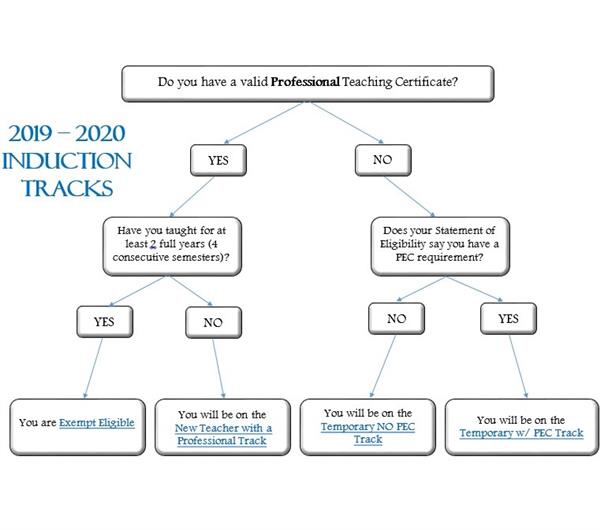 Do you have a valid Professional Teaching Certificate?
2019 – 2020
INDUCTION
TRACKS
YES
NO
Have you taught for at
least 2 full years (4
consecutive semesters)?
Does your Statement of
Eligibility say you have a
PEC requirement?
YES
NO
NO
YES
You are Exempt Eligible
You will be on the
New Teacher with a
Professional Track
You will be on the
Temporary NO PEC
Track
You will be on the
Temporary w/ PEC Track